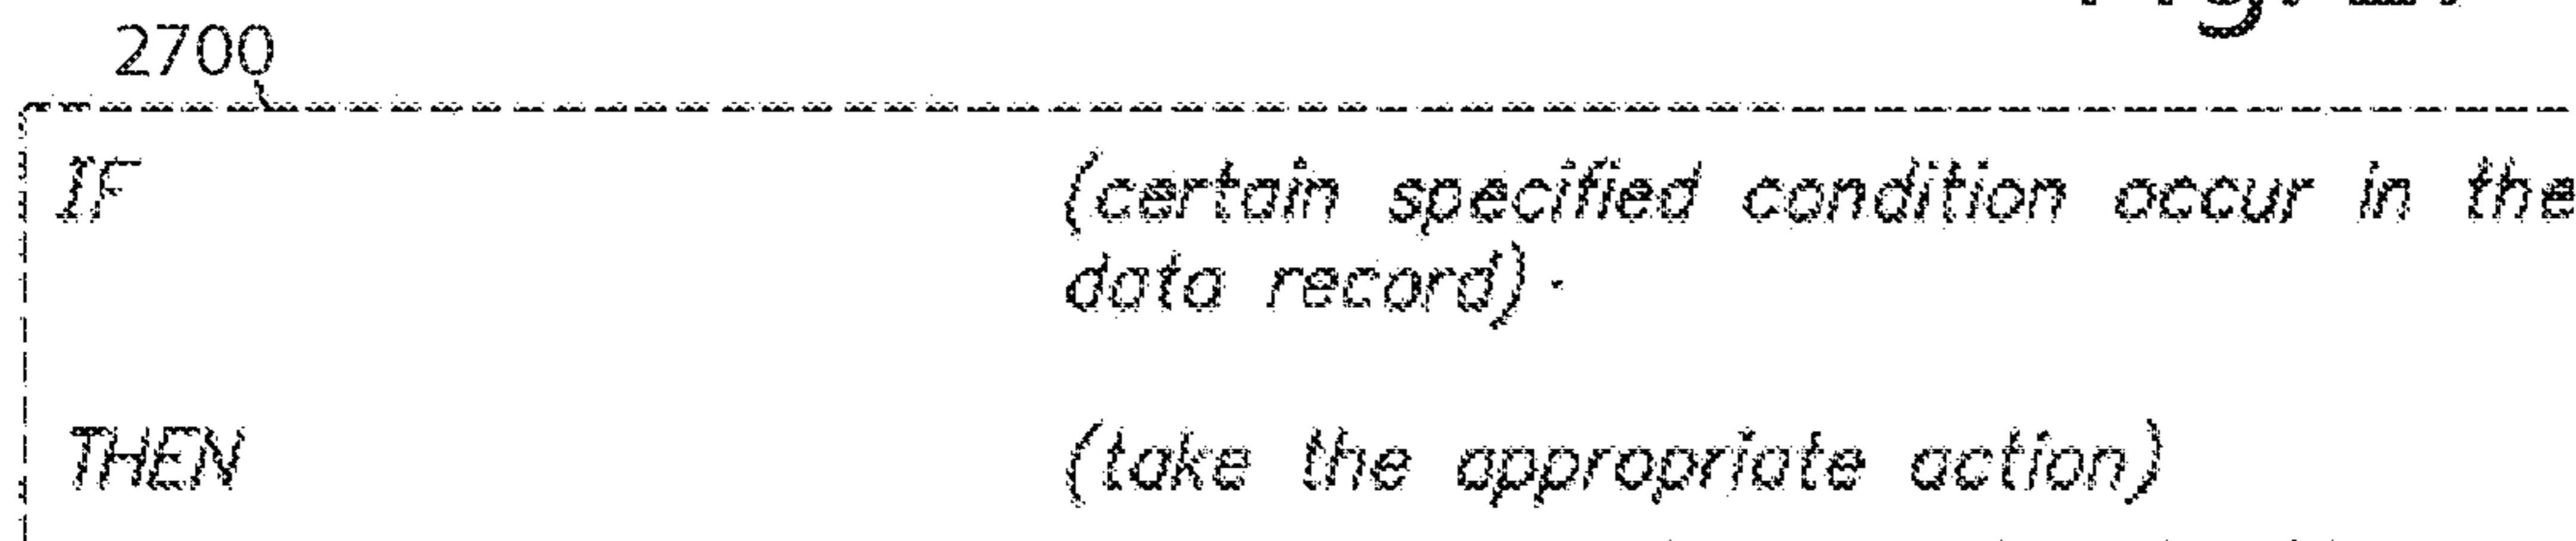 2700
IF (certain specified condition occur in the
data record)
THEN (take the appropriate action)